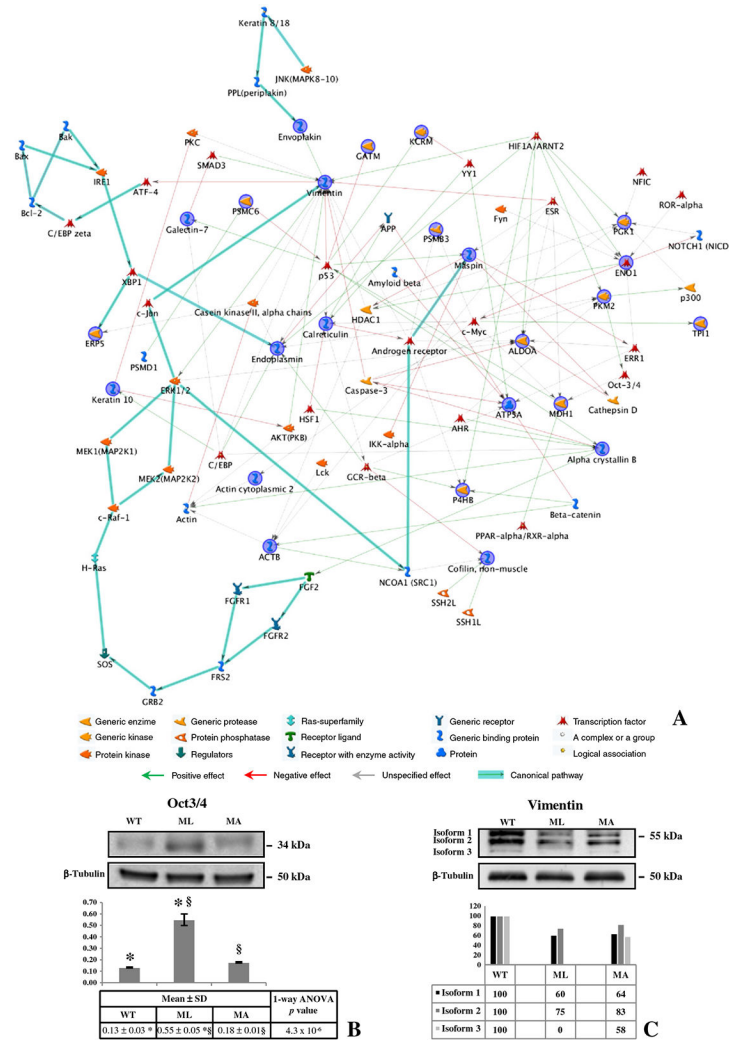 Keratin 8/18
JNK(MAPK8-10)
PPL(periplakin)
Envoplakin
KCRM
PKC
HIF1A/ARNT2
Bak
Bax
GATM
SMAD3
YY1
NFIC
IRE1
ATF-4
Vimentin
ROR-alpha
Bcl-2
PSMC6
Fyn
ESR
C/EBP zeta
Galectin-7
APP
PSMB3
PGK1
NOTCH1 (NICD
Maspin
p53
Amyloid beta
ENO1
XBP1
p300
c-Jan
Casein kinase II, alpha chains
HDAC1
PKM2
c-Myc
ERP5
Calreticulin
TPI1
Endoplasmin
Androgen receptor
ALDOA
PSMD1
ERR1
Keratin 10
ERK1/2
Caspase-3
Oct-3/4
ATP5A
MDH1
Cathepsin D
HSF1
AHR
MEK1(MAP2K1)
AKT(PKB)
IKK-alpha
C/EBP
Alpha crystallin B
MEK2(MAP2K2)
Lck
GCR-beta
Actin cytoplasmic 2
P4HB
c-Raf-1
Actin
Beta-catenin
PPAR-alpha/RXR-alpha
H-Ras
ACTB
NCOA1 (SRC1)
Cofilin, non-muscle
FGFR1
FGF2
SSH2L
SSH1L
FGFR2
SOS
FRS2
GRB2
A
Generic enzime
Generic protease
Ras-superfamily
Generic receptor
Transcription factor
Generic kinase
Protein phosphatase
Receptor ligand
Generic binding protein
A complex or a group
Protein kinase
Regulators
Receptor with enzyme activity
Protein
Logical association
Positive effect
Negative effect
Unspecified effect
Canonical pathway
Oct3/4
WT ML MA
34 kDa
β-Tubulin
50 kDa
0.70
0.60
0.50
0.40
0.30
0.20
0.10
0.00
*
* §
§
Mean ± SD
1-way ANOVA
p value
WT ML MA
0.13 ± 0.03 * 0.55 ± 0.05 *§ 0.18 ± 0.01§ 4.3 x 10⁻⁶
B
Vimentin
WT ML MA
Isoform 1
Isoform 2
Isoform 3
55 kDa
β-Tubulin
50 kDa
120
100
80
60
40
20
0
WT ML MA
Isoform 1 100 60 64
Isoform 2 100 75 83
Isoform 3 100 0 58
C